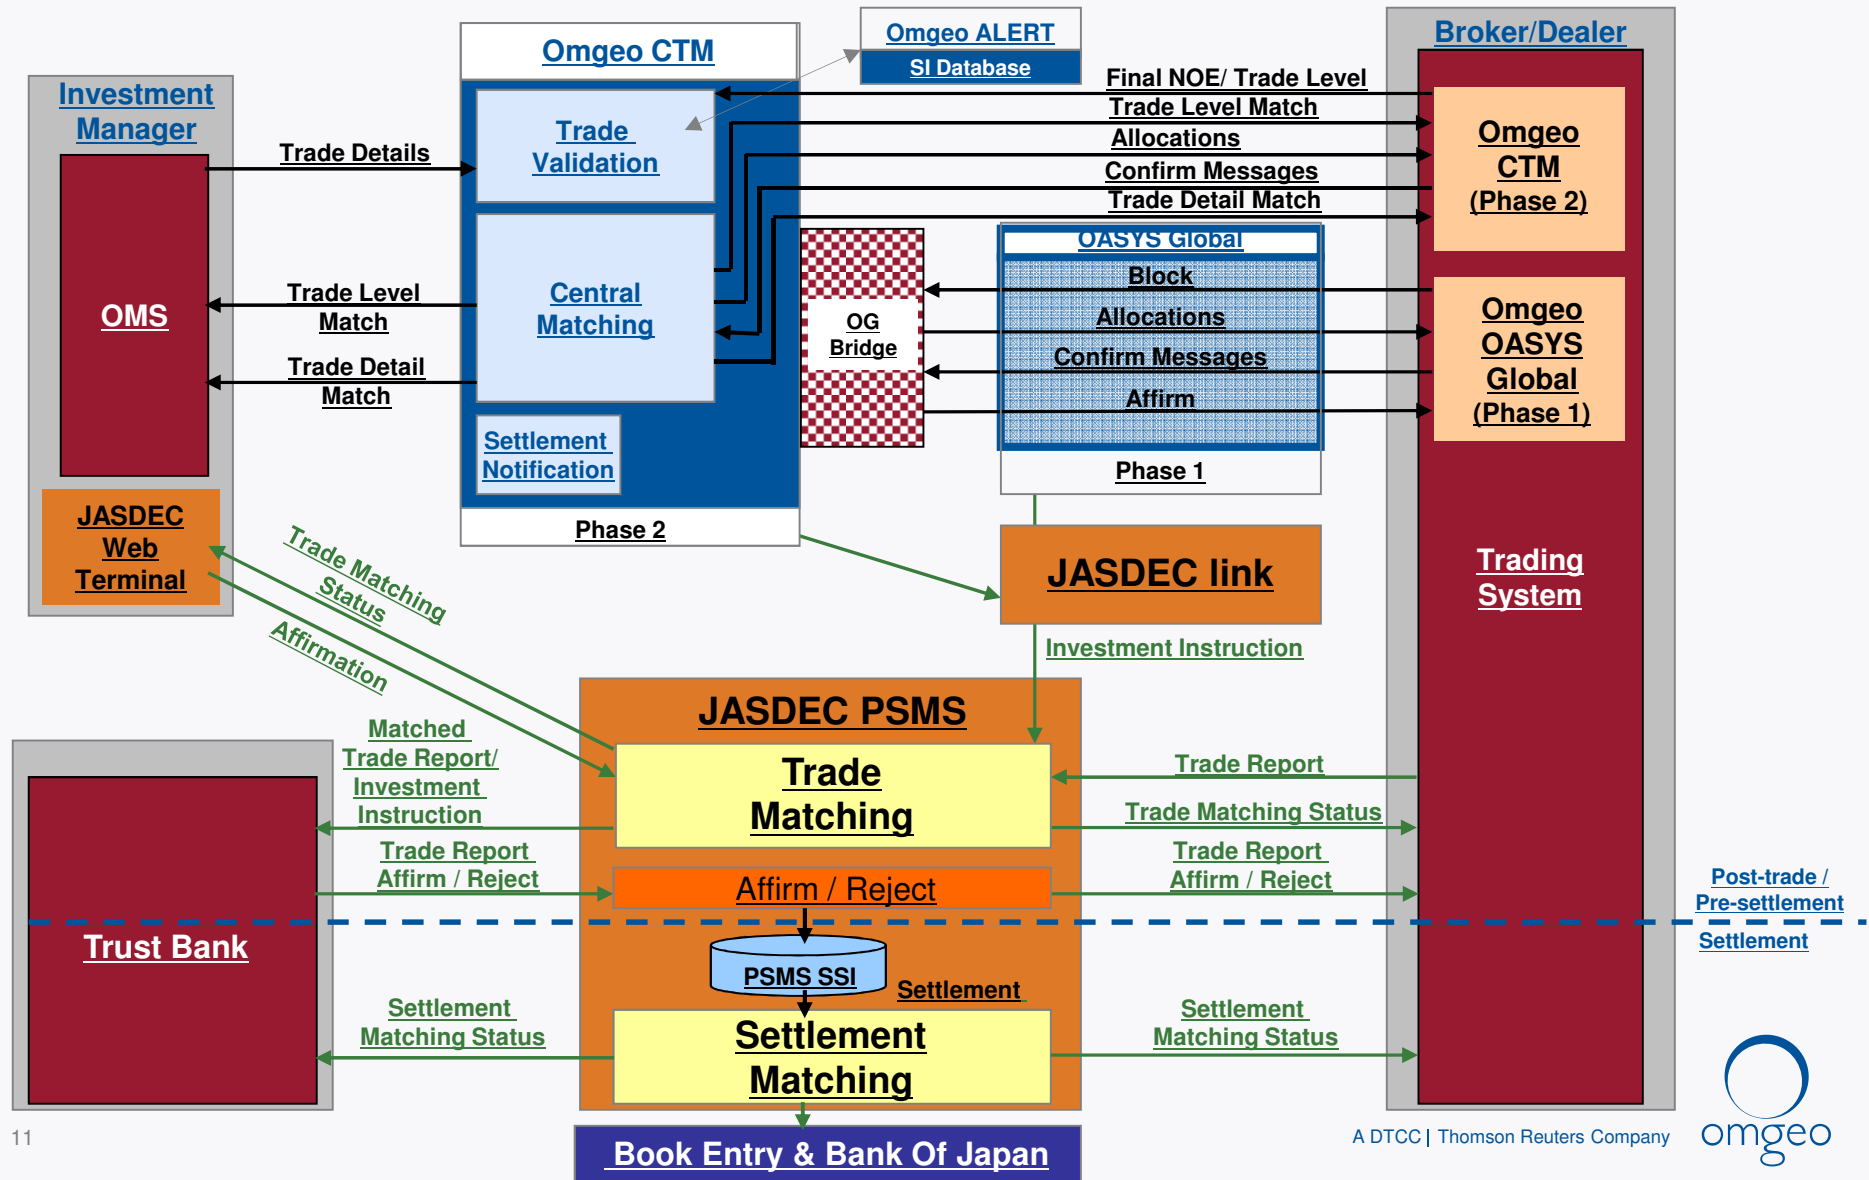 Omgeo ALERT
SI Database
Broker/Dealer
Omgeo CTM
Investment
Manager
Final NOE/ Trade Level
Trade Level Match
Allocations
Confirm Messages
Trade Detail Match
Trade Details
Trade
Validation
Omgeo
CTM
(Phase 2)
OMS
Trade Level
Match
Trade Detail
Match
Central
Matching
OG
Bridge
OASYS Global
Block
Allocations
Confirm Messages
Affirm
Phase 1
Omgeo
OASYS
Global
(Phase 1)
Settlement
Notification
Phase 2
JASDEC
Web
Terminal
Trade Matching
Status
Affirmation
JASDEC link
Investment Instruction
Trading
System
JASDEC PSMS
Trade
Matching
Matched
Trade Report/
Investment
Instruction
Trade Report
Affirm / Reject
Trade Report
Trade Matching Status
Trade Report
Affirm / Reject
Affirm / Reject
Post-trade /
Pre-settlement
Settlement
Trust Bank
PSMS SSI
Settlement
Settlement
Matching Status
Settlement
Matching
Settlement
Matching Status
Book Entry & Bank Of Japan
11
A DTCC | Thomson Reuters Company
omgeo